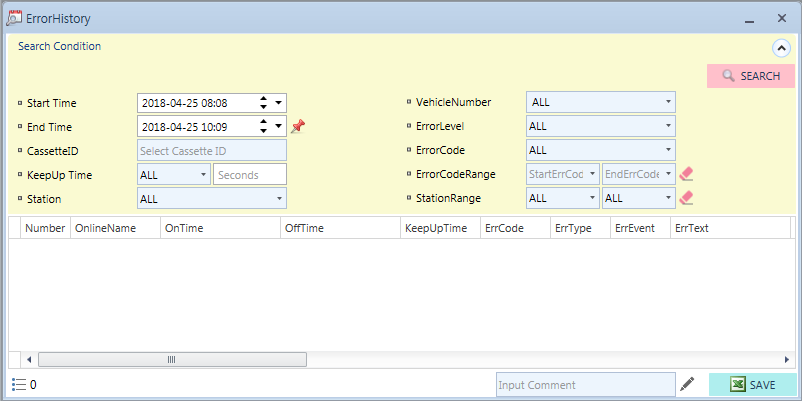 ErrorHistory
Search Condition
SEARCH
Start Time 2018-04-25 08:08 VehicleNumber ALL
End Time 2018-04-25 10:09 ErrorLevel ALL
CassetteID Select Cassette ID ErrorCode ALL
KeepUp Time ALL Seconds ErrorCodeRange StartErrCod EndErrCode
Station ALL StationRange ALL ALL
Number OnlineName OnTime OffTime KeepUpTime ErrCode ErrType ErrEvent ErrText
0 Input Comment SAVE